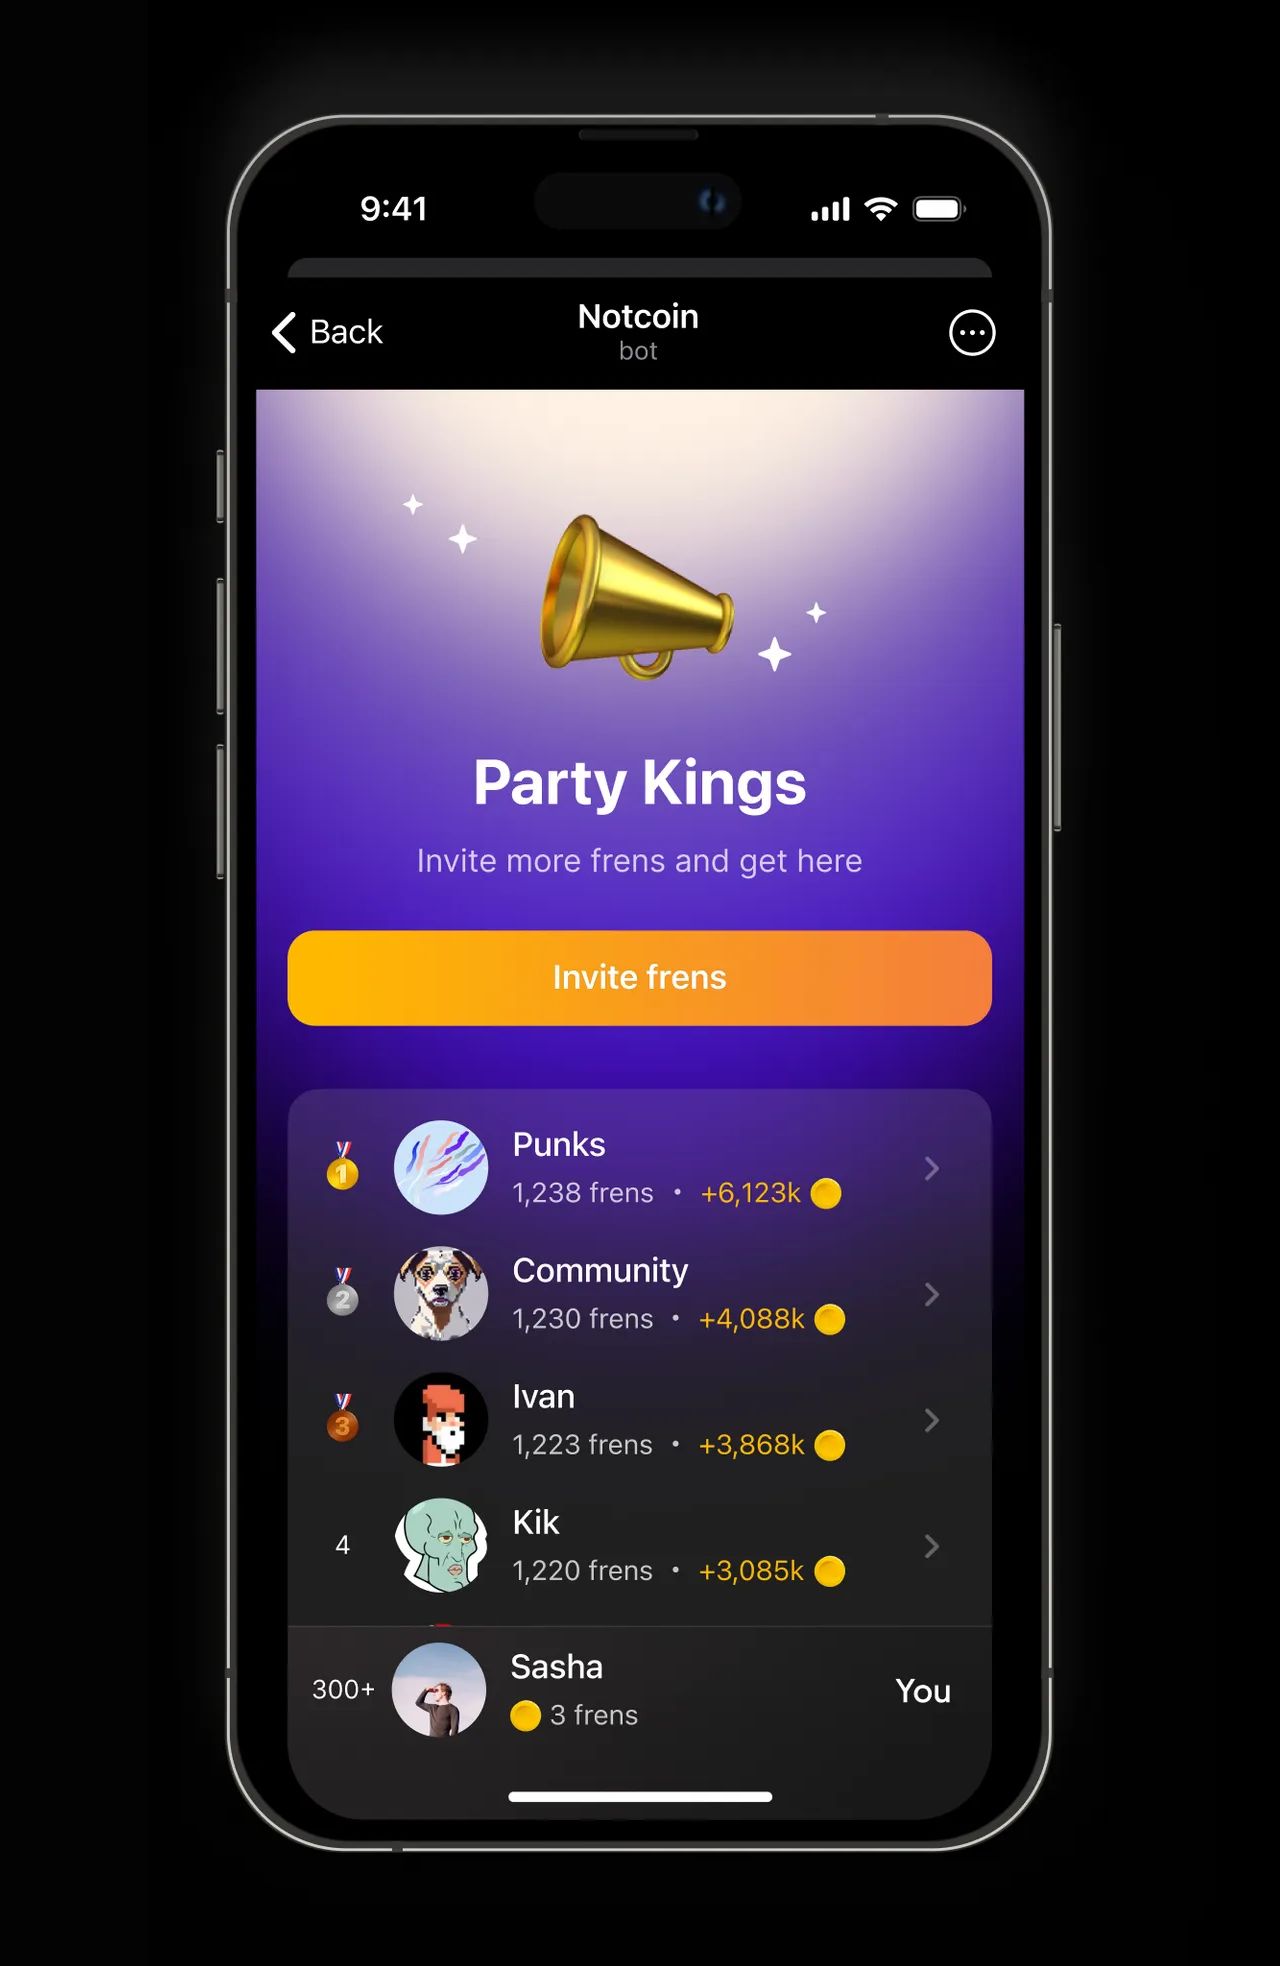 9:41
Back
Notcoin
bot
Party Kings
Invite more frens and get here
Invite frens
1
Punks
1,238 frens • +6,123k
2
Community
1,230 frens • +4,088k
3
Ivan
1,223 frens • +3,868k
4
Kik
1,220 frens • +3,085k
300+
Sasha
3 frens
You